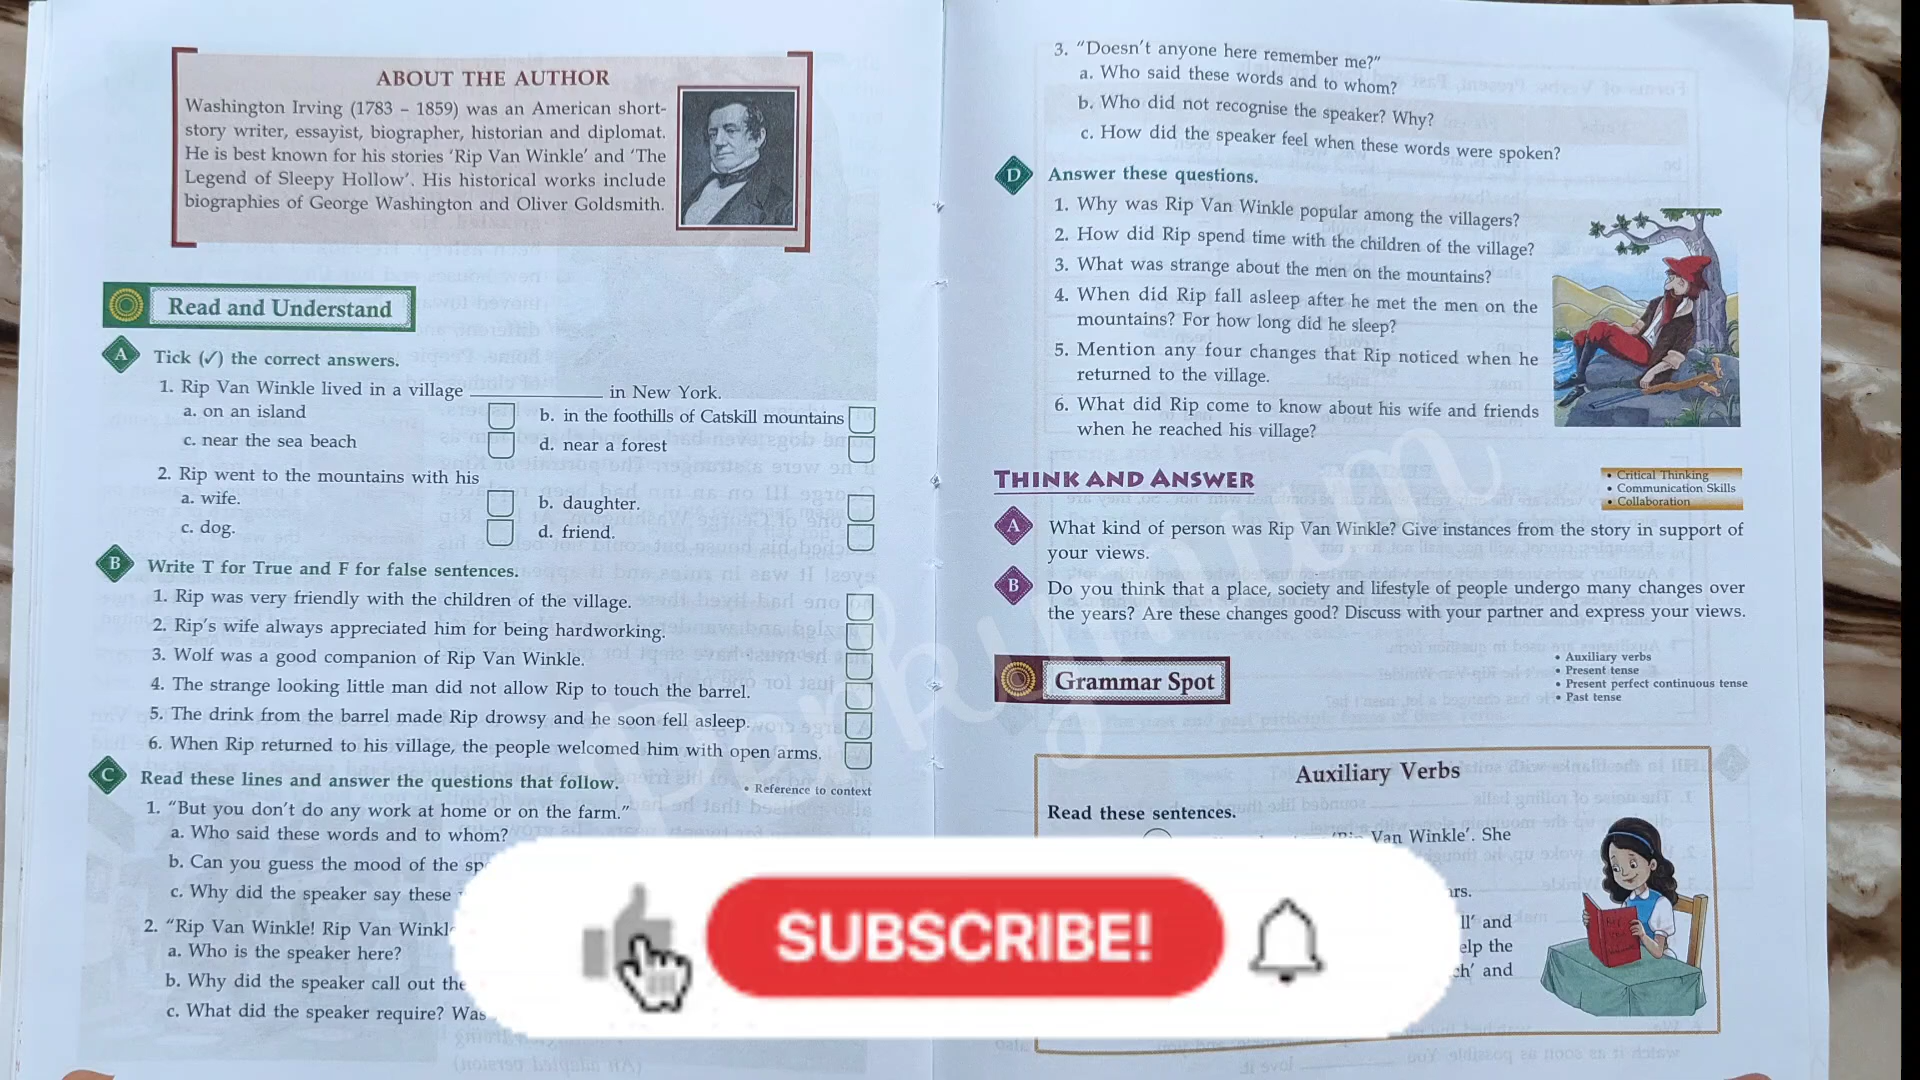 ABOUT THE AUTHOR
Washington Irving (1783 – 1859) was an American short-
story writer, essayist, biographer, historian and diplomat.
He is best known for his stories ‘Rip Van Winkle’ and ‘The
Legend of Sleepy Hollow’. His historical works include
biographies of George Washington and Oliver Goldsmith.
Read and Understand
A Tick (✓) the correct answers.
1. Rip Van Winkle lived in a village ____________ in New York.
a. on an island
b. in the foothills of Catskill mountains
c. near the sea beach
d. near a forest
2. Rip went to the mountains with his
a. wife.
b. daughter.
c. dog.
d. friend.
B Write T for True and F for false sentences.
1. Rip was very friendly with the children of the village.
2. Rip’s wife always appreciated him for being hardworking.
3. Wolf was a good companion of Rip Van Winkle.
4. The strange looking little man did not allow Rip to touch the barrel.
5. The drink from the barrel made Rip drowsy and he soon fell asleep.
6. When Rip returned to his village, the people welcomed him with open arms.
C Read these lines and answer the questions that follow.
• Reference to context
1. “But you don’t do any work at home or on the farm.”
a. Who said these words and to whom?
b. Can you guess the mood of the
c. Why did the speaker say these
2. “Rip Van Winkle! Rip Van
a. Who is the speaker here?
b. Why did the speaker call out
c. What did the speaker require? Was
3. “Doesn’t anyone here remember me?”
a. Who said these words and to whom?
b. Who did not recognise the speaker? Why?
c. How did the speaker feel when these words were spoken?
D Answer these questions.
1. Why was Rip Van Winkle popular among the villagers?
2. How did Rip spend time with the children of the village?
3. What was strange about the men on the mountains?
4. When did Rip fall asleep after he met the men on the
mountains? For how long did he sleep?
5. Mention any four changes that Rip noticed when he
returned to the village.
6. What did Rip come to know about his wife and friends
when he reached his village?
THINK AND ANSWER
• Critical Thinking
• Communication Skills
• Collaboration
A What kind of person was Rip Van Winkle? Give instances from the story in support of
your views.
B Do you think that a place, society and lifestyle of people undergo many changes over
the years? Are these changes good? Discuss with your partner and express your views.
Grammar Spot
• Auxiliary verbs
• Present tense
• Present perfect continuous tense
• Past tense
Auxiliary Verbs
Read these sentences.
Van Winkle’. She
and
the
and
SUBSCRIBE!